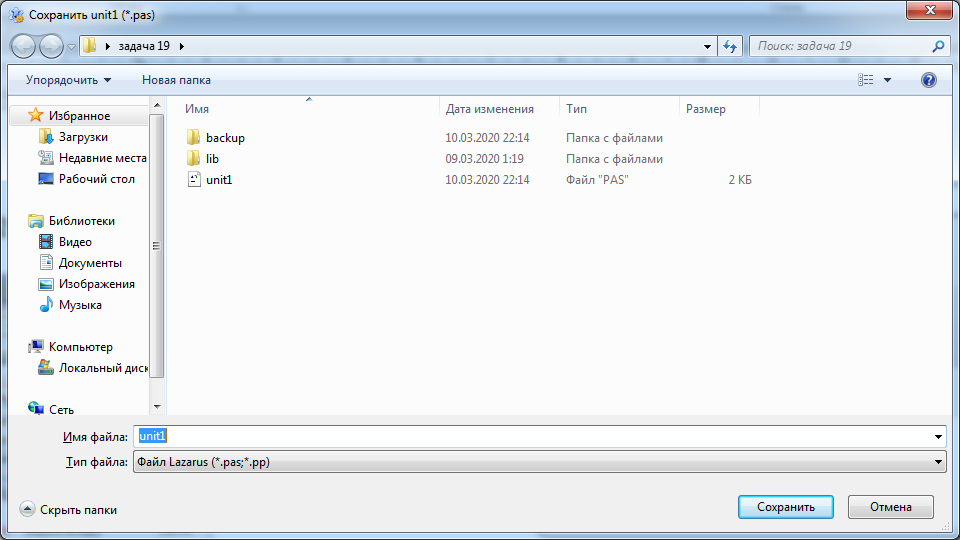 Сохранить unit1 (*.pas)
задача 19
Поиск: задача 19
Упорядочить
Новая папка
Имя
Дата изменения
Тип
Размер
Избранное
Загрузки
Недавние места
Рабочий стол
Библиотеки
Видео
Документы
Изображения
Музыка
Компьютер
Локальный диск
Сеть
backup 10.03.2020 22:14 Папка с файлами
lib 09.03.2020 1:19 Папка с файлами
unit1 10.03.2020 22:14 Файл "PAS" 2 КБ
Имя файла: unit1
Тип файла: Файл Lazarus (*.pas;*.pp)
Скрыть папки
Сохранить
Отмена